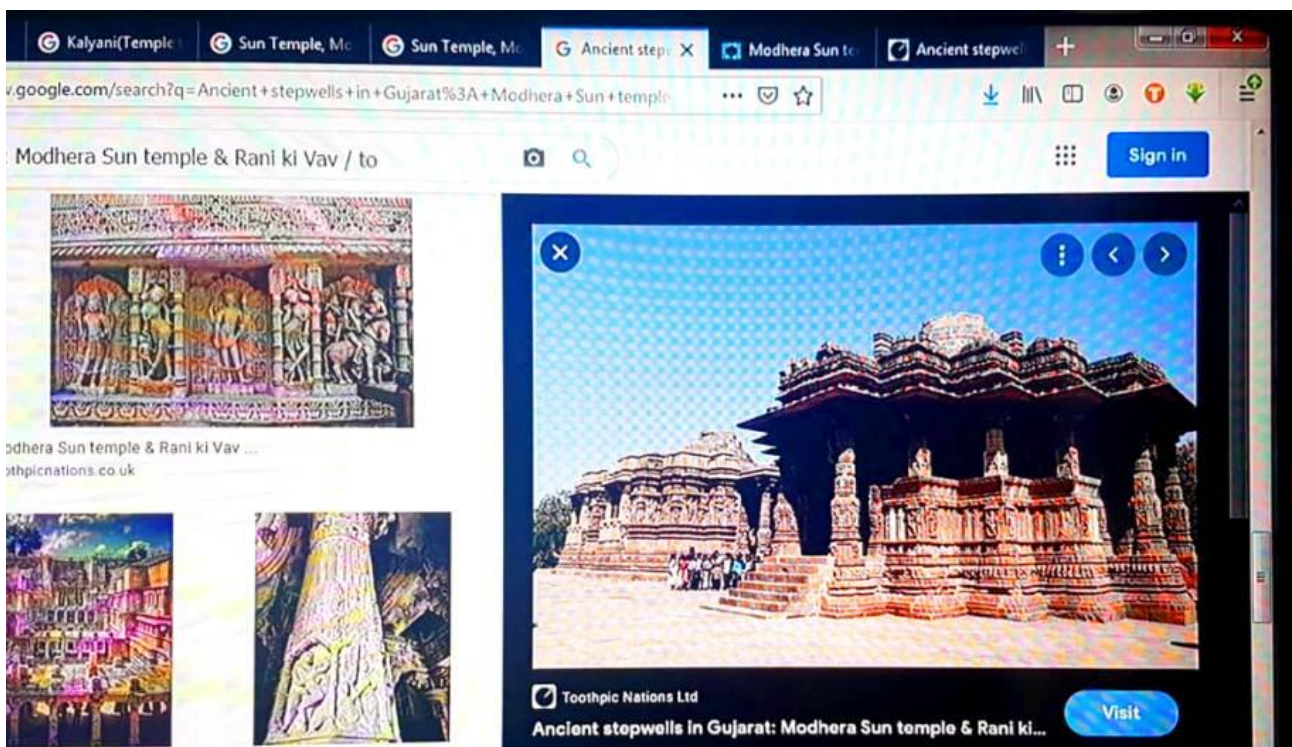 Kalyani(Temple
Sun Temple, Mo
Sun Temple, Mo
Ancient step
Modhera Sun te
Ancient stepwell
.google.com/search?q=Ancient+stepwells+in+Gujarat%3A+Modhera+Sun+temple
Modhera Sun temple & Rani ki Vav / to
Sign in
odhera Sun temple & Rani ki Vav ...
othpicnations.co.uk
Toothpic Nations Ltd
Ancient stepwells in Gujarat: Modhera Sun temple & Rani ki...
Visit